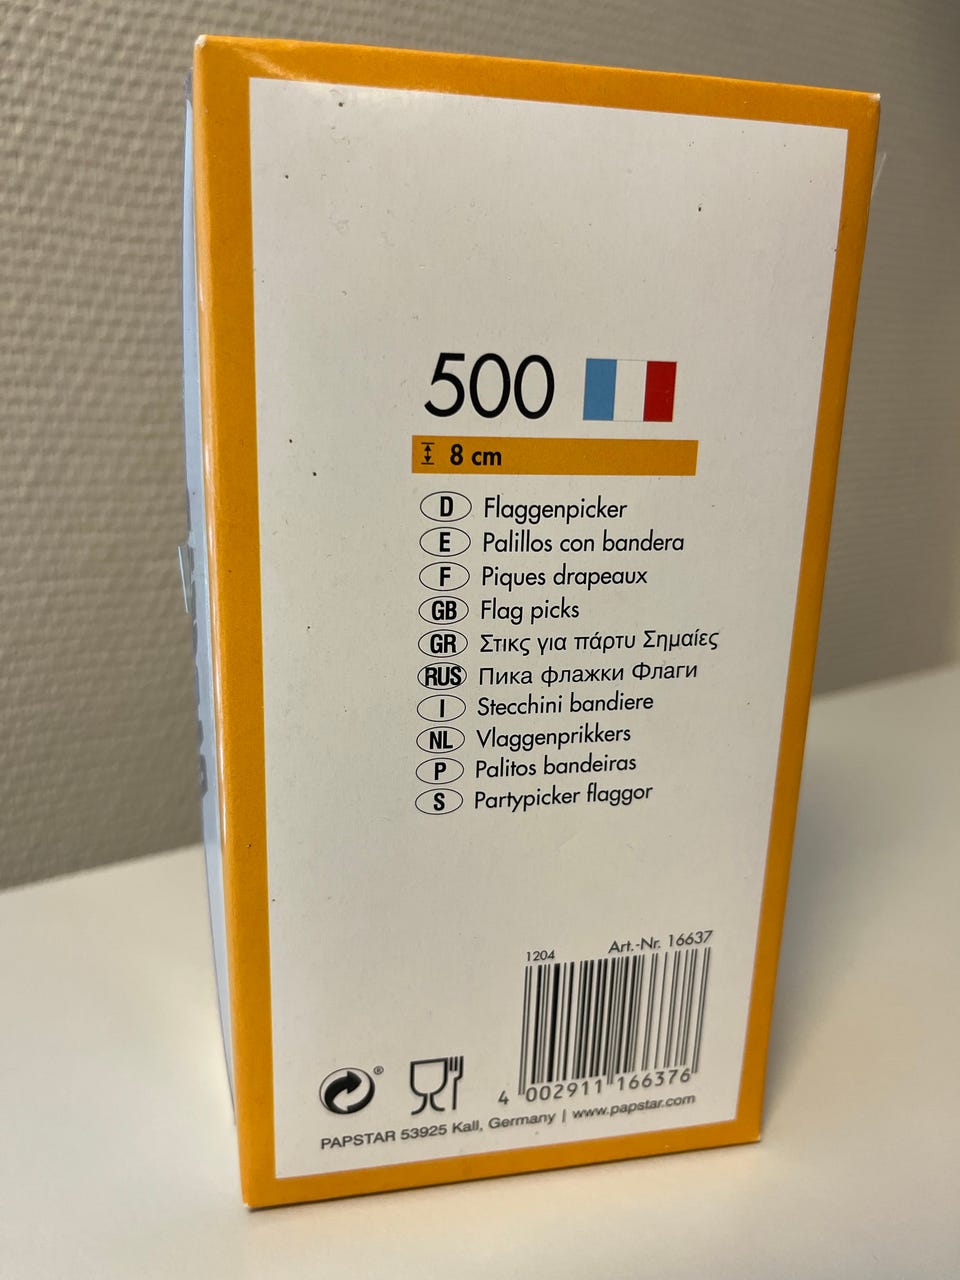 500
8 cm
D Flaggenpicker
E Palillos con bandera
F Piques drapeaux
GB Flag picks
GR Στικς για πάρτυ Σημαίες
RUS Пика флажки Флаги
I Stecchini bandiere
NL Vlaggenprikkers
P Palitos bandeiras
S Partypicker flaggor
1204 Art.-Nr. 16637
4 002911 166376
®
PAPSTAR 53925 Kall, Germany | www.papstar.com